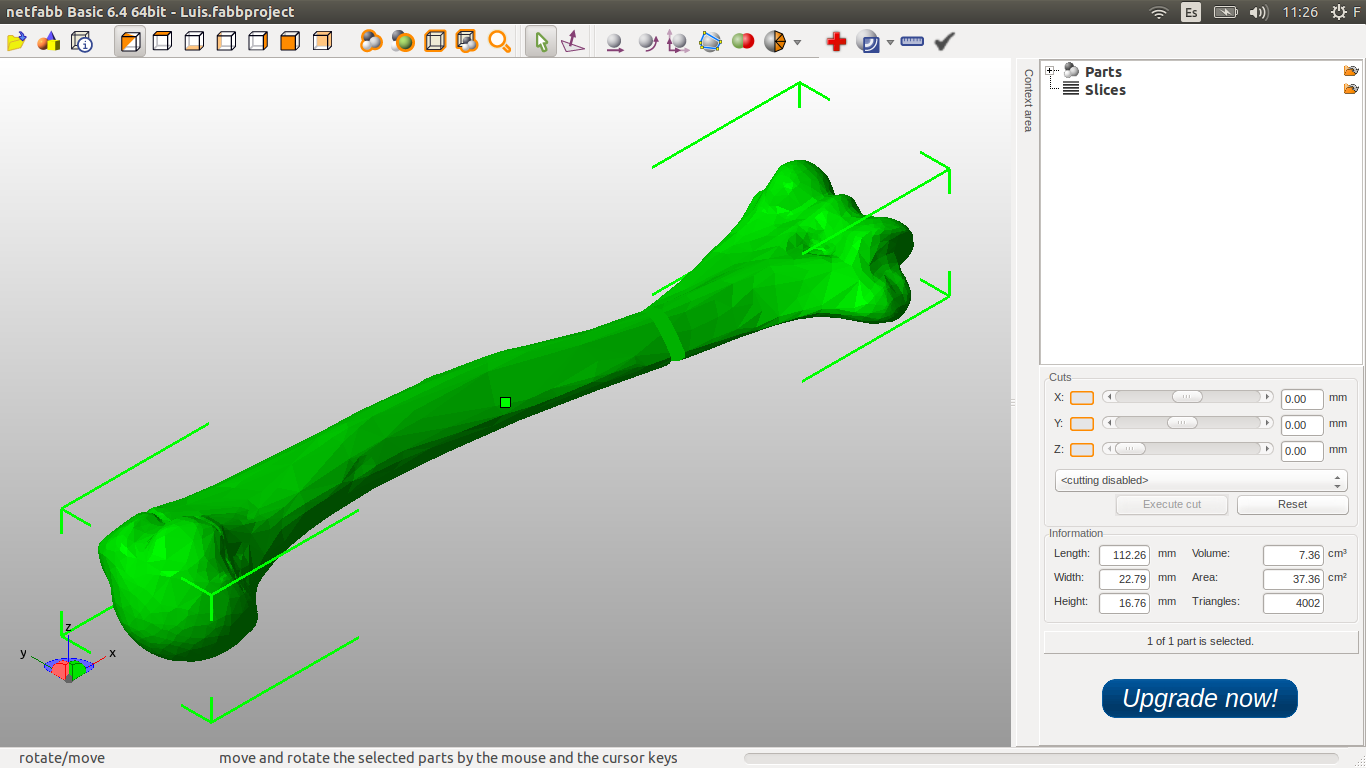 netfabb Basic 6.4 64bit - Luis.fabbproject
Es
11:26
F
Context area
Parts
Slices
Cuts
X: 0.00 mm
Y: 0.00 mm
Z: 0.00 mm
<cutting disabled>
Execute cut Reset
Information
Length: 112.26 mm Volume: 7.36 cm³
Width: 22.79 mm Area: 37.36 cm²
Height: 16.76 mm Triangles: 4002
1 of 1 part is selected.
Upgrade now!
z
y
x
rotate/move
move and rotate the selected parts by the mouse and the cursor keys